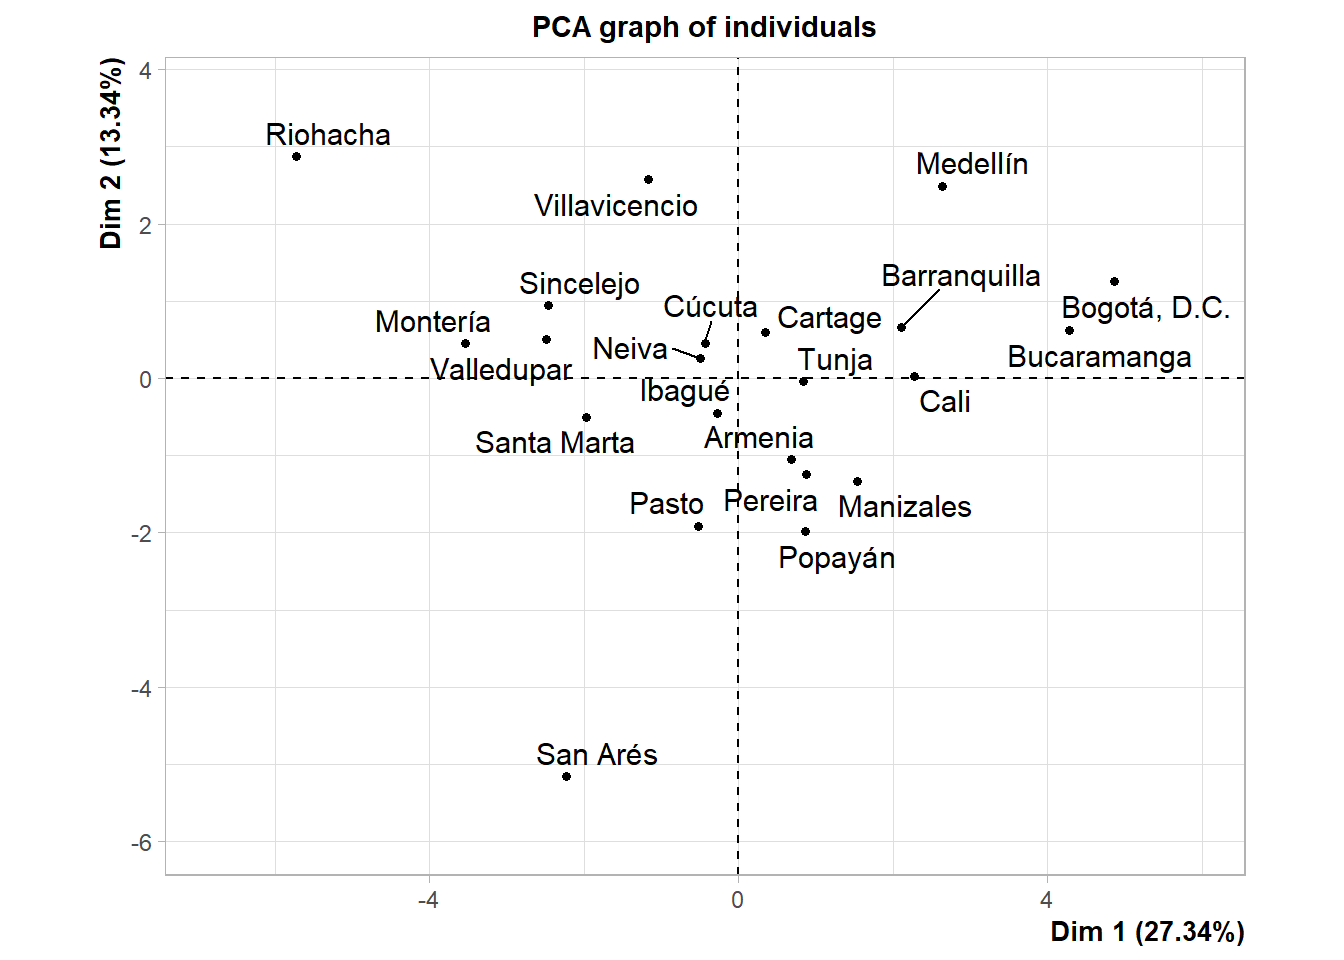 PCA graph of individuals
Dim 2 (13.34%)
4
2
0
-2
-4
-6
Riohacha
Medellín
Villavicencio
Barranquilla
Sincelejo
Cúcuta
Bogotá, D.C.
Montería
Cartage
Neiva
Tunja
Bucaramanga
Valledupar
Ibagué
Cali
Armenia
Santa Marta
Pasto
Pereira
Manizales
Popayán
San Arés
-4
0
4
Dim 1 (27.34%)